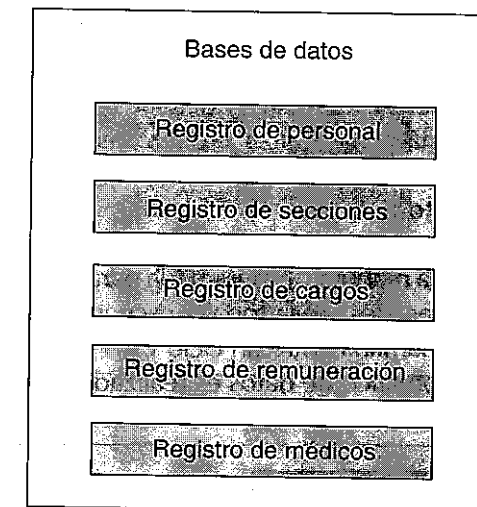 Bases de datos
Registro de personal
Registro de secciones
Registro de cargos
Registro de remuneración
Registro de médicos